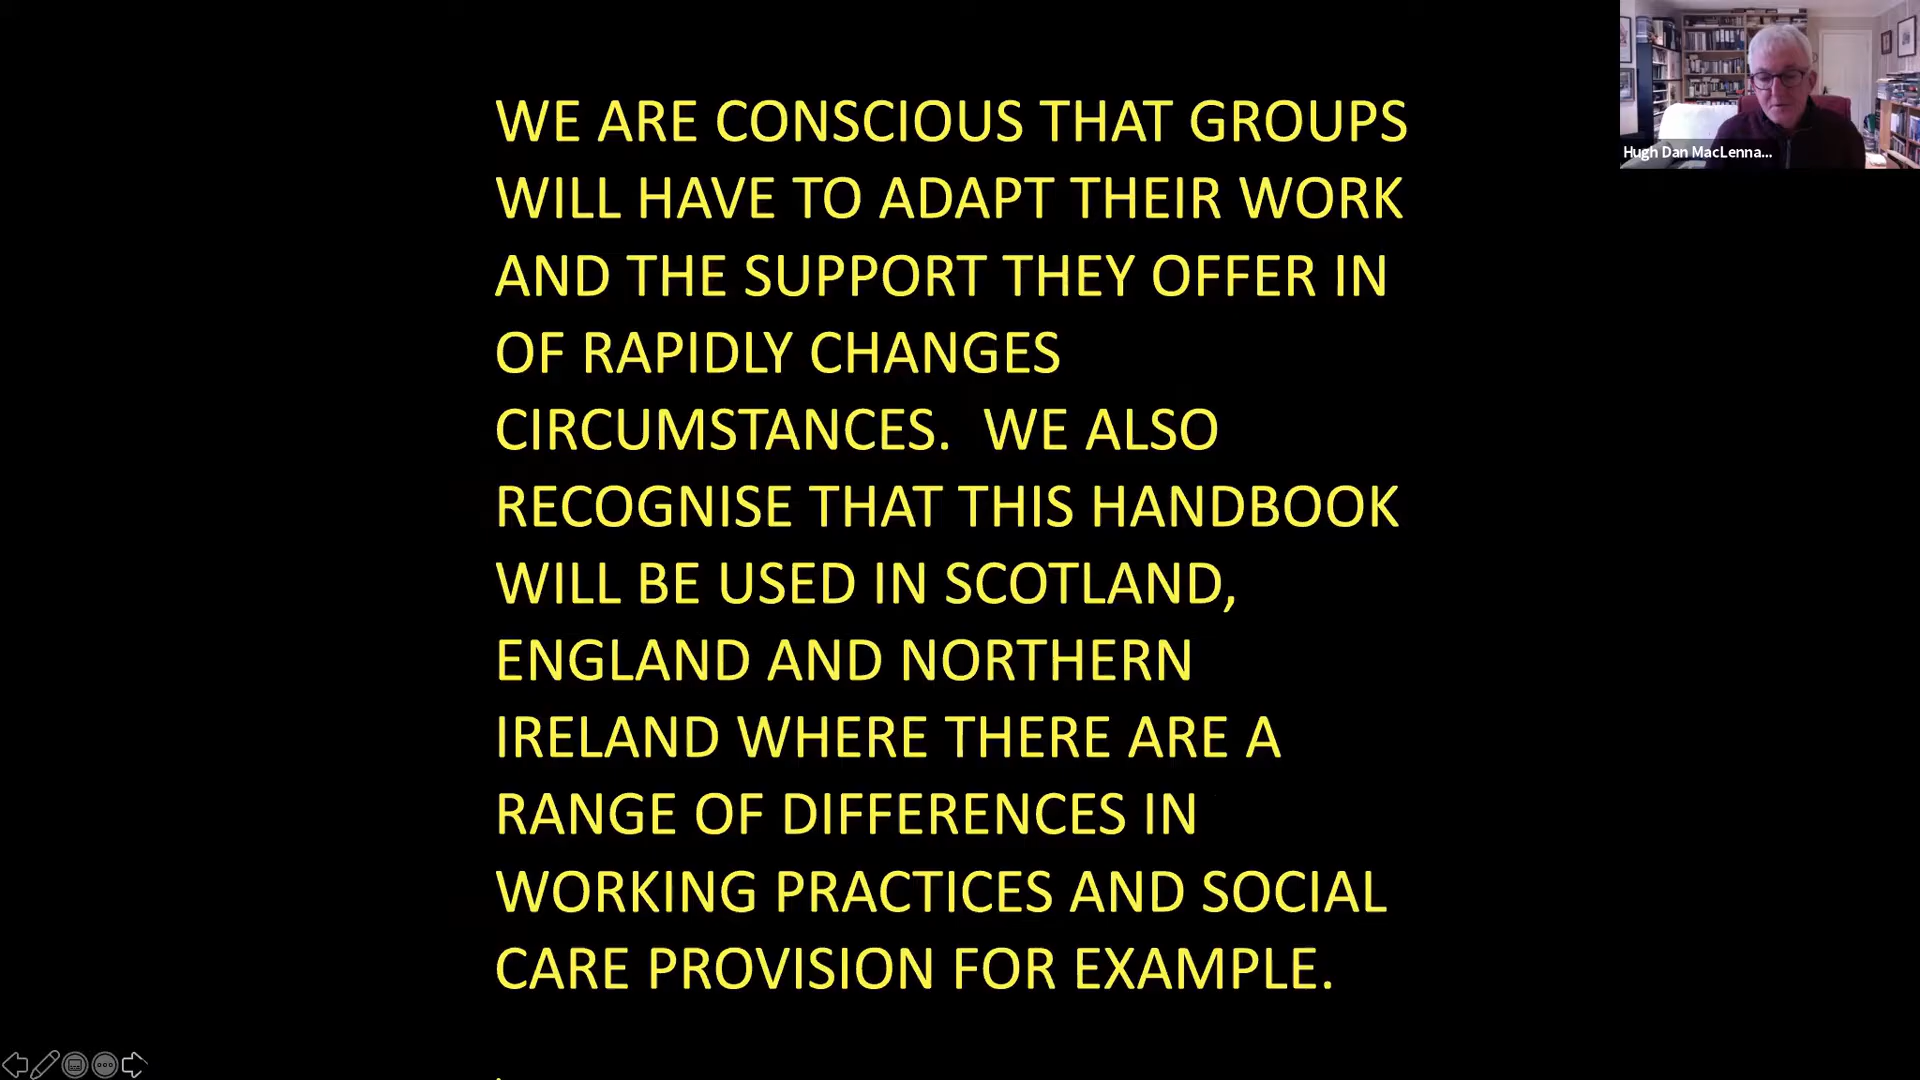 WE ARE CONSCIOUS THAT GROUPS
WILL HAVE TO ADAPT THEIR WORK
AND THE SUPPORT THEY OFFER IN
OF RAPIDLY CHANGES
CIRCUMSTANCES.  WE ALSO
RECOGNISE THAT THIS HANDBOOK
WILL BE USED IN SCOTLAND,
ENGLAND AND NORTHERN
IRELAND WHERE THERE ARE A
RANGE OF DIFFERENCES IN
WORKING PRACTICES AND SOCIAL
CARE PROVISION FOR EXAMPLE.
Hugh Dan MacLenna...